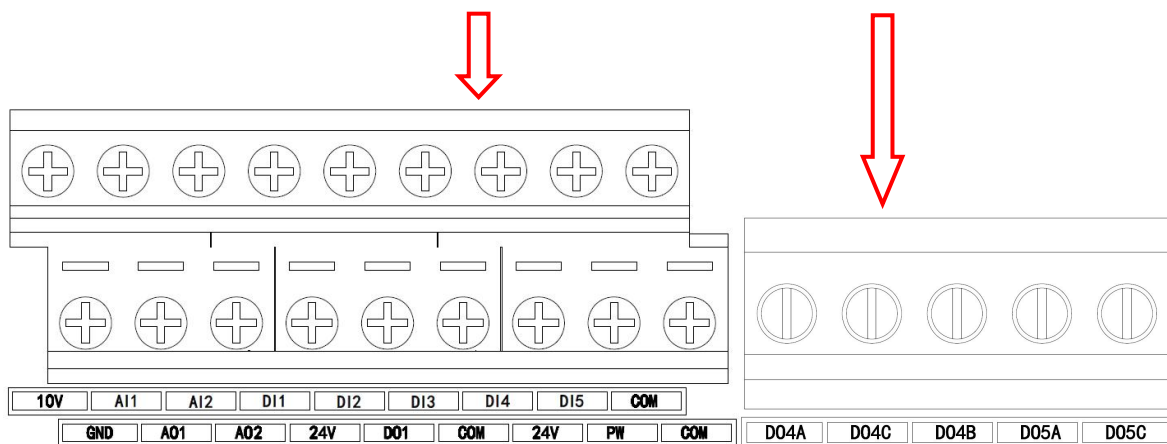 10V AI1 AI2 DI1 DI2 DI3 DI4 DI5 COM
GND AO1 AO2 24V DO1 COM 24V PW COM
DO4A DO4C DO4B DO5A DO5C